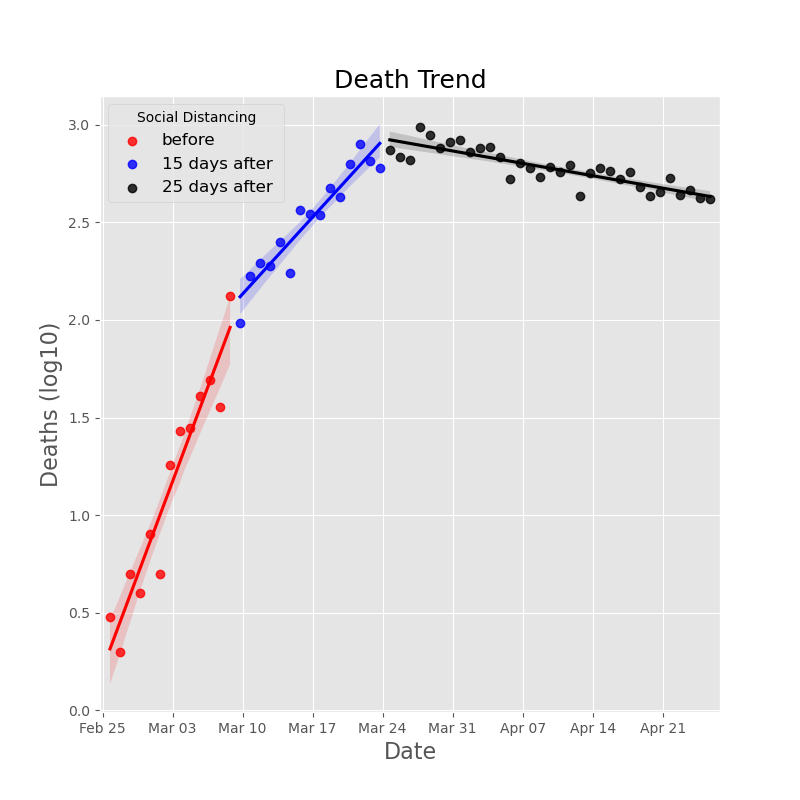 Death Trend
Social Distancing
before
15 days after
25 days after
3.0
2.5
2.0
1.5
1.0
0.5
0.0
Deaths (log10)
Feb 25 Mar 03 Mar 10 Mar 17 Mar 24 Mar 31 Apr 07 Apr 14 Apr 21
Date